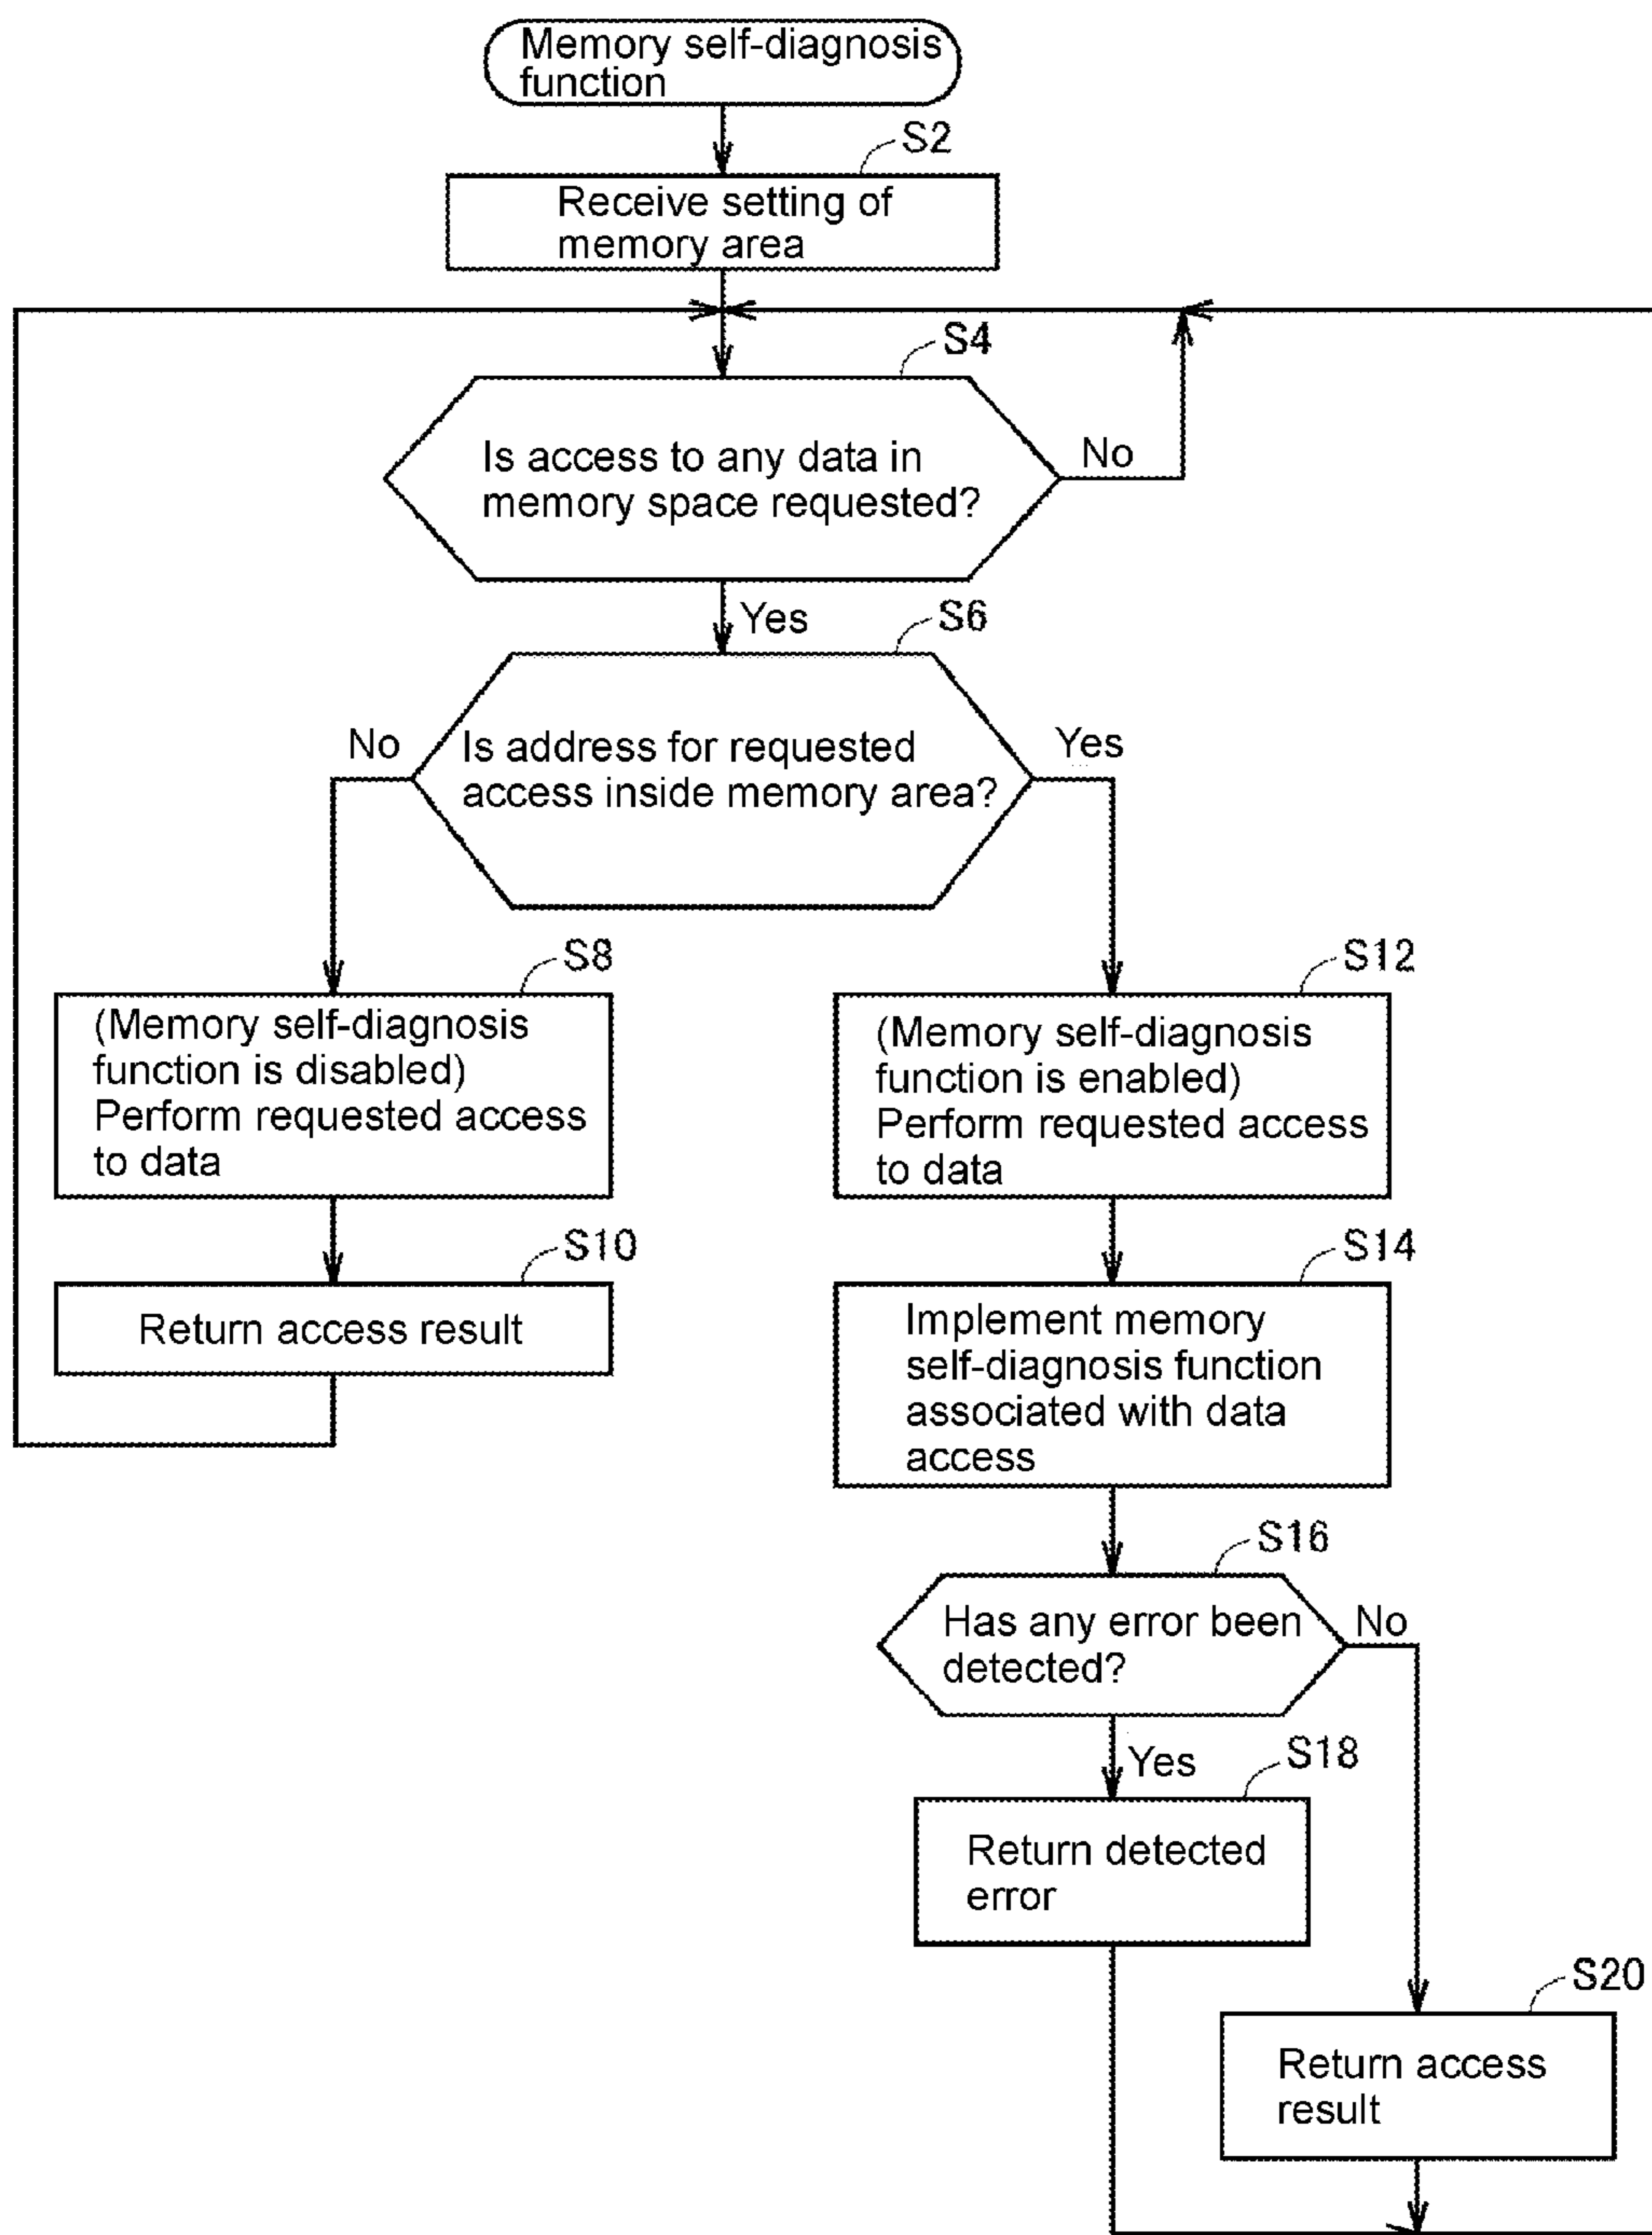 Memory self-diagnosis
function
S2
Receive setting of
memory area
S4
Is access to any data in
memory space requested?
No
Yes
S6
No
Is address for requested
access inside memory area?
Yes
S8
(Memory self-diagnosis
function is disabled)
Perform requested access
to data
S12
(Memory self-diagnosis
function is enabled)
Perform requested access
to data
S10
Return access result
S14
Implement memory
self-diagnosis function
associated with data
access
S16
Has any error been
detected?
No
Yes
S18
Return detected
error
S20
Return access
result